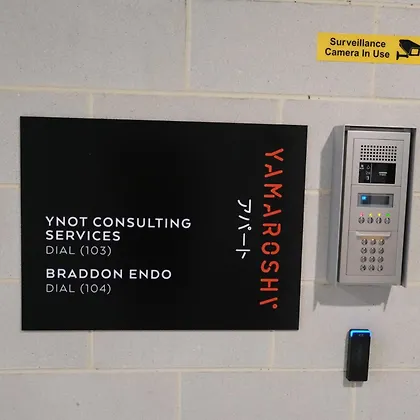 Surveillance
Camera In Use
YNOT CONSULTING
SERVICES
DIAL (103)
BRADDON ENDO
DIAL (104)
YAMAROSHI
アパート